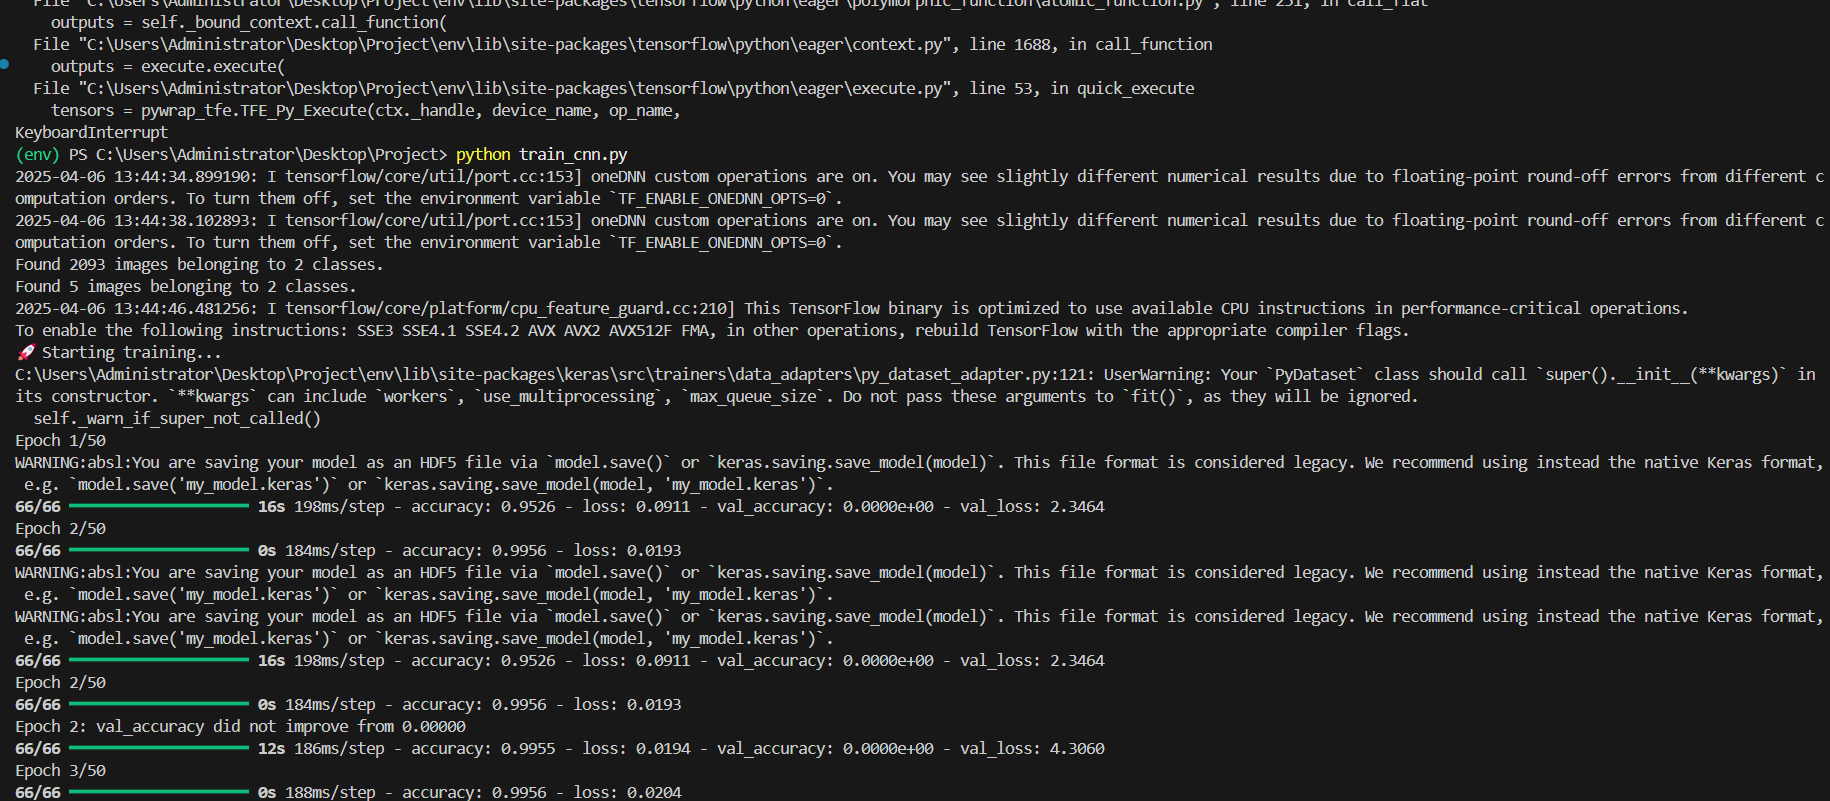 File "C:\Users\Administrator\Desktop\Project\env\lib\site-packages\tensorflow\python\eager\polymorphic_function\atomic_function.py", line 251, in call_flat
outputs = self._bound_context.call_function(
File "C:\Users\Administrator\Desktop\Project\env\lib\site-packages\tensorflow\python\eager\context.py", line 1688, in call_function
outputs = execute.execute(
File "C:\Users\Administrator\Desktop\Project\env\lib\site-packages\tensorflow\python\eager\execute.py", line 53, in quick_execute
tensors = pywrap_tfe.TFE_Py_Execute(ctx._handle, device_name, op_name,
KeyboardInterrupt
(env) PS C:\Users\Administrator\Desktop\Project> python train_cnn.py
2025-04-06 13:44:34.899190: I tensorflow/core/util/port.cc:153] oneDNN custom operations are on. You may see slightly different numerical results due to floating-point round-off errors from different c
omputation orders. To turn them off, set the environment variable `TF_ENABLE_ONEDNN_OPTS=0`.
2025-04-06 13:44:38.102893: I tensorflow/core/util/port.cc:153] oneDNN custom operations are on. You may see slightly different numerical results due to floating-point round-off errors from different c
omputation orders. To turn them off, set the environment variable `TF_ENABLE_ONEDNN_OPTS=0`.
Found 2093 images belonging to 2 classes.
Found 5 images belonging to 2 classes.
2025-04-06 13:44:46.481256: I tensorflow/core/platform/cpu_feature_guard.cc:210] This TensorFlow binary is optimized to use available CPU instructions in performance-critical operations.
To enable the following instructions: SSE3 SSE4.1 SSE4.2 AVX AVX2 AVX512F FMA, in other operations, rebuild TensorFlow with the appropriate compiler flags.
🚀 Starting training...
C:\Users\Administrator\Desktop\Project\env\lib\site-packages\keras\src\trainers\data_adapters\py_dataset_adapter.py:121: UserWarning: Your `PyDataset` class should call `super().__init__(**kwargs)` in
its constructor. `**kwargs` can include `workers`, `use_multiprocessing`, `max_queue_size`. Do not pass these arguments to `fit()`, as they will be ignored.
self._warn_if_super_not_called()
Epoch 1/50
WARNING:absl:You are saving your model as an HDF5 file via `model.save()` or `keras.saving.save_model(model)`. This file format is considered legacy. We recommend using instead the native Keras format,
e.g. `model.save('my_model.keras')` or `keras.saving.save_model(model, 'my_model.keras')`.
66/66 16s 198ms/step - accuracy: 0.9526 - loss: 0.0911 - val_accuracy: 0.0000e+00 - val_loss: 2.3464
Epoch 2/50
66/66 0s 184ms/step - accuracy: 0.9956 - loss: 0.0193
WARNING:absl:You are saving your model as an HDF5 file via `model.save()` or `keras.saving.save_model(model)`. This file format is considered legacy. We recommend using instead the native Keras format,
e.g. `model.save('my_model.keras')` or `keras.saving.save_model(model, 'my_model.keras')`.
WARNING:absl:You are saving your model as an HDF5 file via `model.save()` or `keras.saving.save_model(model)`. This file format is considered legacy. We recommend using instead the native Keras format,
e.g. `model.save('my_model.keras')` or `keras.saving.save_model(model, 'my_model.keras')`.
66/66 16s 198ms/step - accuracy: 0.9526 - loss: 0.0911 - val_accuracy: 0.0000e+00 - val_loss: 2.3464
Epoch 2/50
66/66 0s 184ms/step - accuracy: 0.9956 - loss: 0.0193
Epoch 2: val_accuracy did not improve from 0.00000
66/66 12s 186ms/step - accuracy: 0.9955 - loss: 0.0194 - val_accuracy: 0.0000e+00 - val_loss: 4.3060
Epoch 3/50
66/66 0s 188ms/step - accuracy: 0.9956 - loss: 0.0204